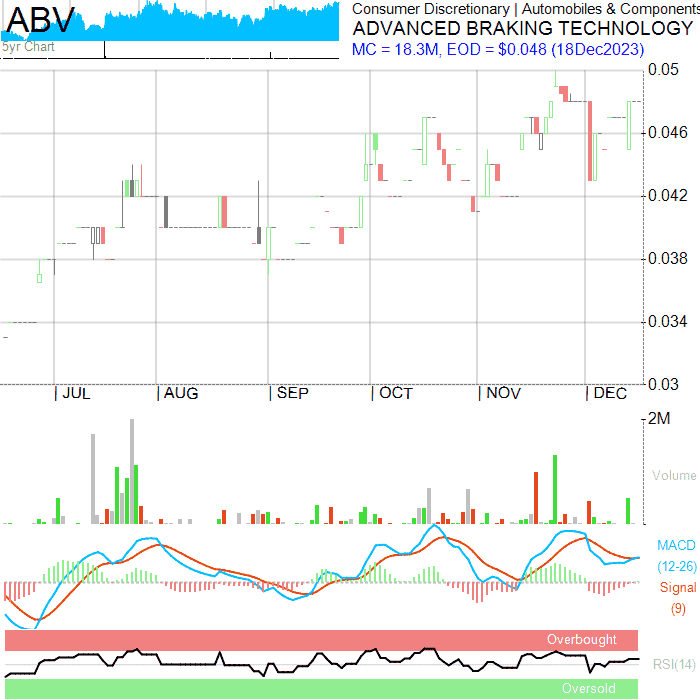 ABV
5yr Chart
Consumer Discretionary | Automobiles & Components
ADVANCED BRAKING TECHNOLOGY
MC = 18.3M, EOD = $0.048 (18Dec2023)
0.05
0.046
0.042
0.038
0.034
0.03
JUL
AUG
SEP
OCT
NOV
DEC
2M
Volume
MACD
(12-26)
Signal
(9)
Overbought
RSI(14)
Oversold